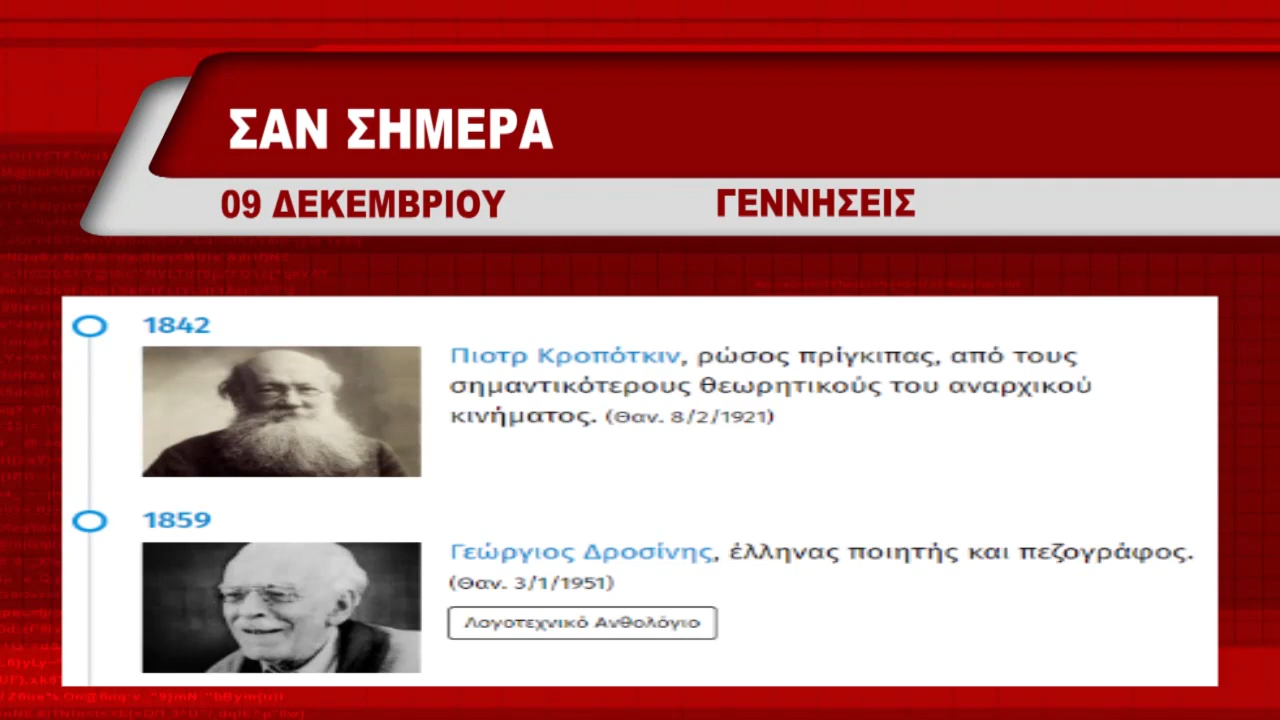 ΣΑΝ ΣΗΜΕΡΑ
09 ΔΕΚΕΜΒΡΙΟΥ ΓΕΝΝΗΣΕΙΣ
1842
Πιοτρ Κροπότκιν, ρώσος πρίγκιπας, από τους
σημαντικότερους θεωρητικούς του αναρχικού
κινήματος. (Θαν. 8/2/1921)
1859
Γεώργιος Δροσίνης, έλληνας ποιητής και πεζογράφος.
(Θαν. 3/1/1951)
Λογοτεχνικό Ανθολόγιο